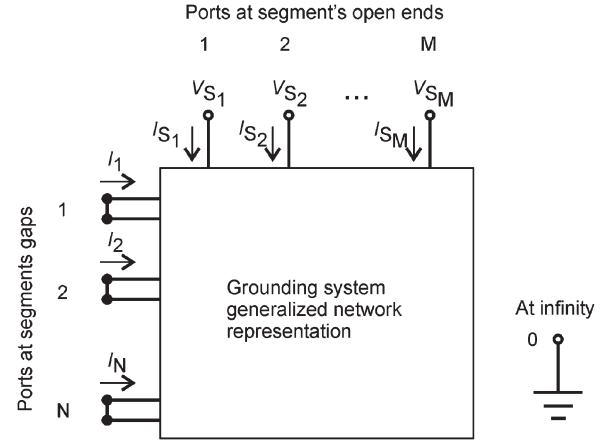 Ports at segment's open ends
1 2 M
VS1 VS2 ... VSM
IS1 IS2 ISM
Ports at segments gaps
I1
1
I2
2
IN
N
Grounding system
generalized network
representation
At infinity
0